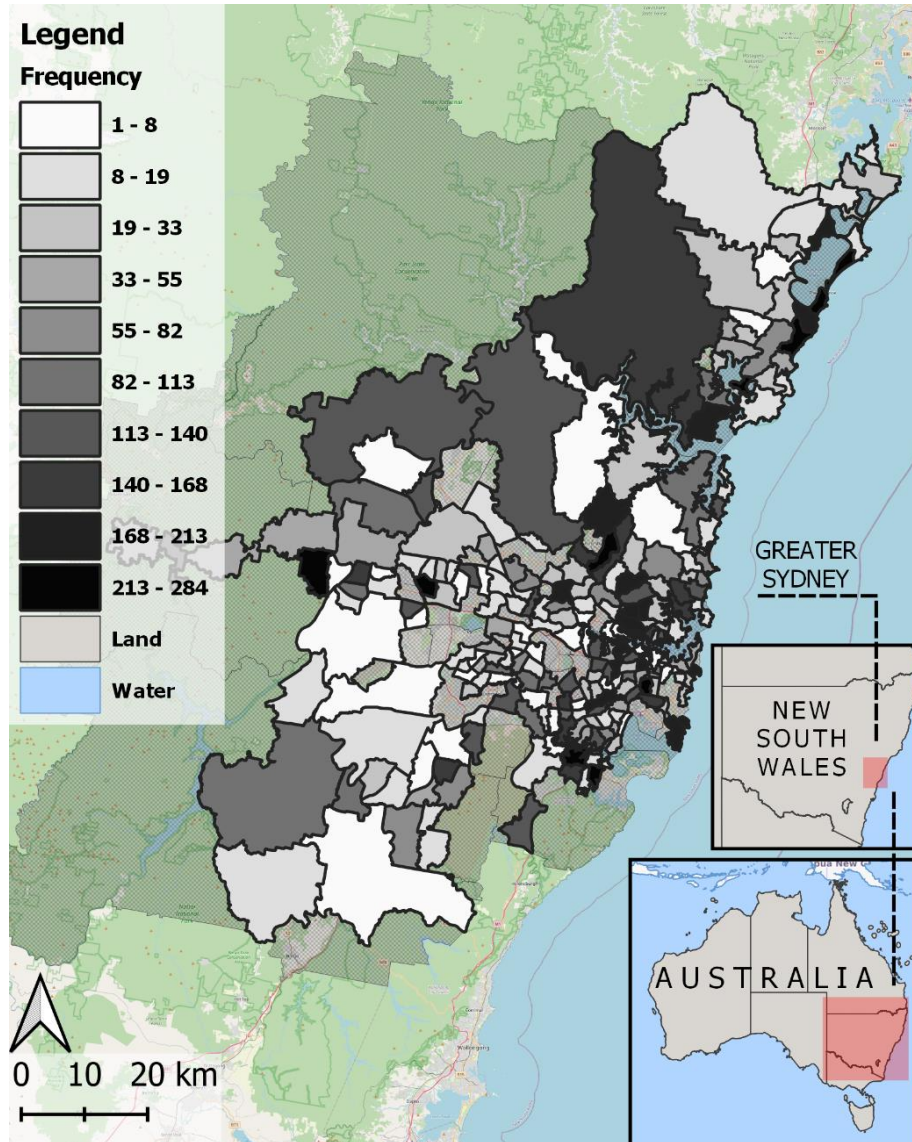 Legend
Frequency
1 - 8
8 - 19
19 - 33
33 - 55
55 - 82
82 - 113
113 - 140
140 - 168
168 - 213
213 - 284
Land
Water
GREATER
SYDNEY
NEW
SOUTH
WALES
AUSTRALIA
0 10 20 km